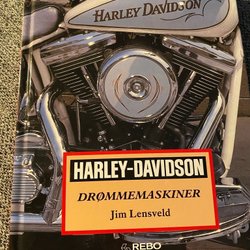 HARLEY DAVIDSON
HARLEY-DAVIDSON
DRØMMEMASKINER
Jim Lensveld
REBO